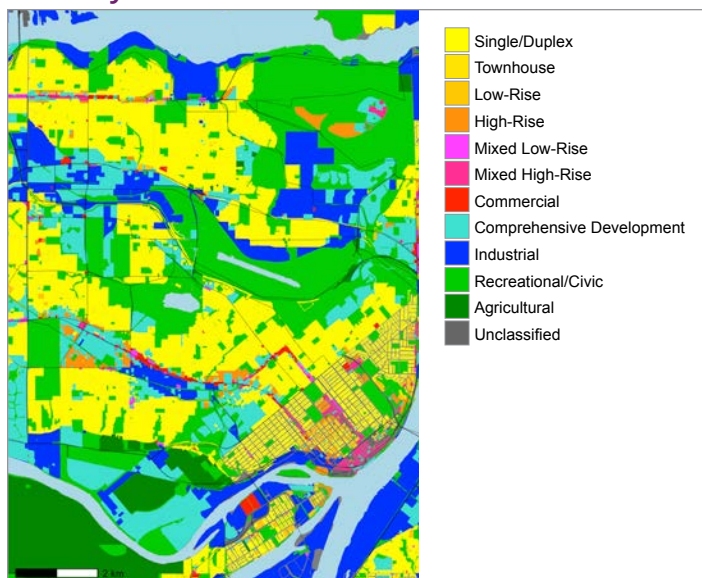 Single/Duplex
Townhouse
Low-Rise
High-Rise
Mixed Low-Rise
Mixed High-Rise
Commercial
Comprehensive Development
Industrial
Recreational/Civic
Agricultural
Unclassified
2 km